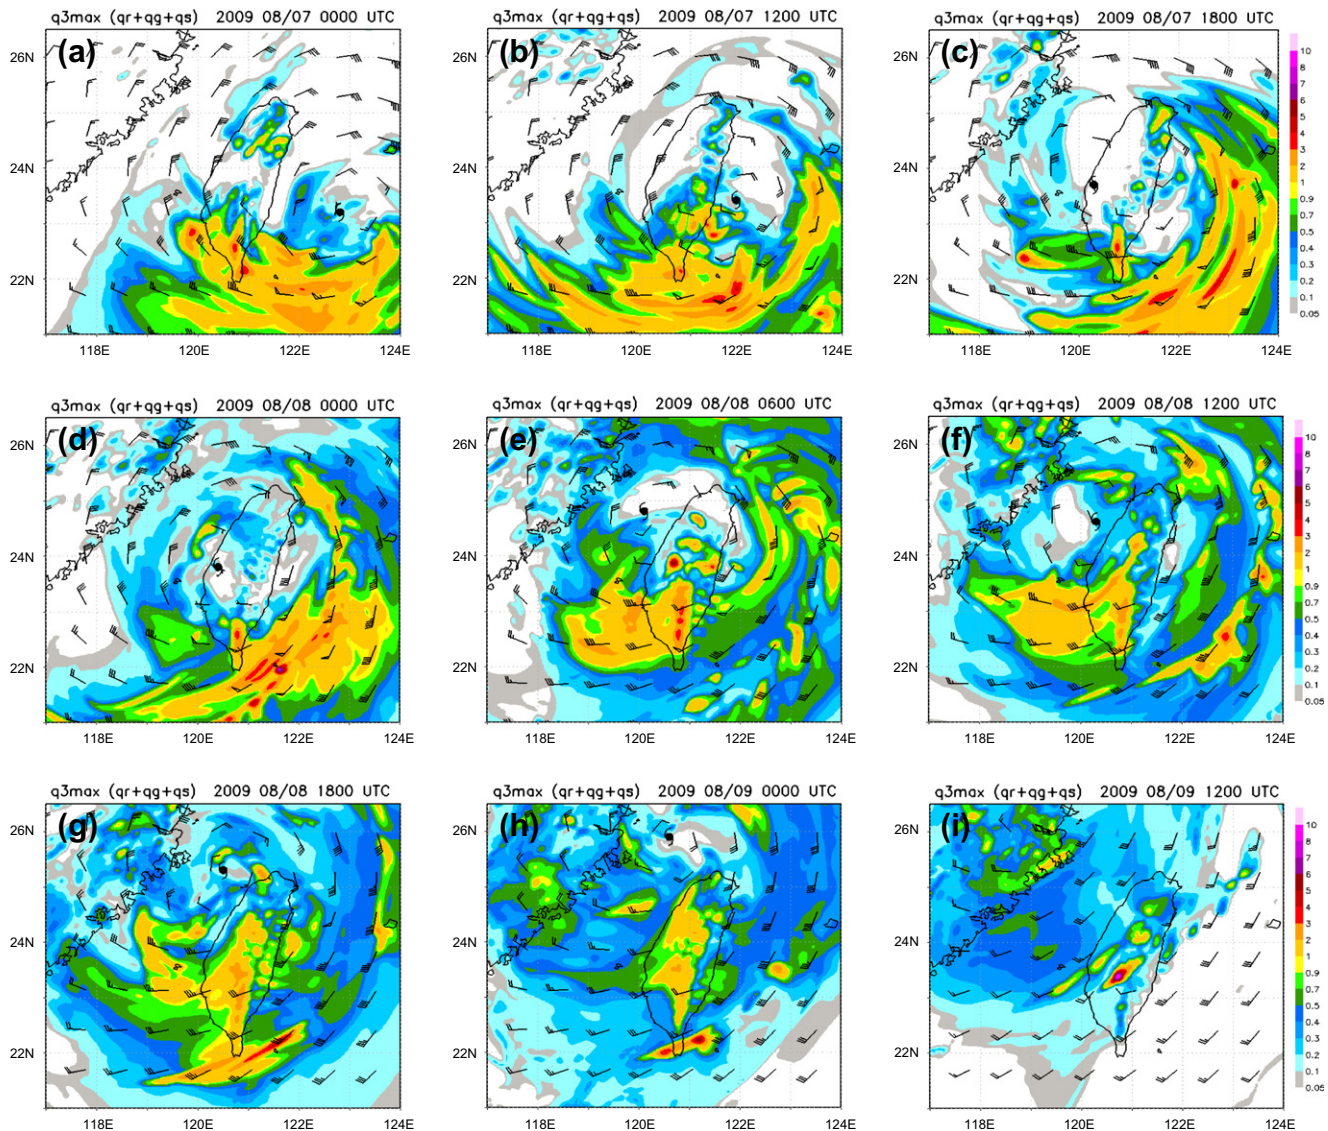 q3max (qr+qg+qs) 2009 08/07 0000 UTC
q3max (qr+qg+qs) 2009 08/07 1200 UTC
q3max (qr+qg+qs) 2009 08/07 1800 UTC
(a)
(b)
(c)
26N
24N
22N
118E 120E 122E 124E
26N
24N
22N
118E 120E 122E 124E
26N
24N
22N
118E 120E 122E 124E
10
8
7
6
5
4
3
2
1
0.9
0.7
0.5
0.4
0.3
0.2
0.1
0.05
q3max (qr+qg+qs) 2009 08/08 0000 UTC
q3max (qr+qg+qs) 2009 08/08 0600 UTC
q3max (qr+qg+qs) 2009 08/08 1200 UTC
(d)
(e)
(f)
26N
24N
22N
118E 120E 122E 124E
26N
24N
22N
118E 120E 122E 124E
26N
24N
22N
118E 120E 122E 124E
10
8
7
6
5
4
3
2
1
0.9
0.7
0.5
0.4
0.3
0.2
0.1
0.05
q3max (qr+qg+qs) 2009 08/08 1800 UTC
q3max (qr+qg+qs) 2009 08/09 0000 UTC
q3max (qr+qg+qs) 2009 08/09 1200 UTC
(g)
(h)
(i)
26N
24N
22N
118E 120E 122E 124E
26N
24N
22N
118E 120E 122E 124E
26N
24N
22N
118E 120E 122E 124E
10
8
7
6
5
4
3
2
1
0.9
0.7
0.5
0.4
0.3
0.2
0.1
0.05